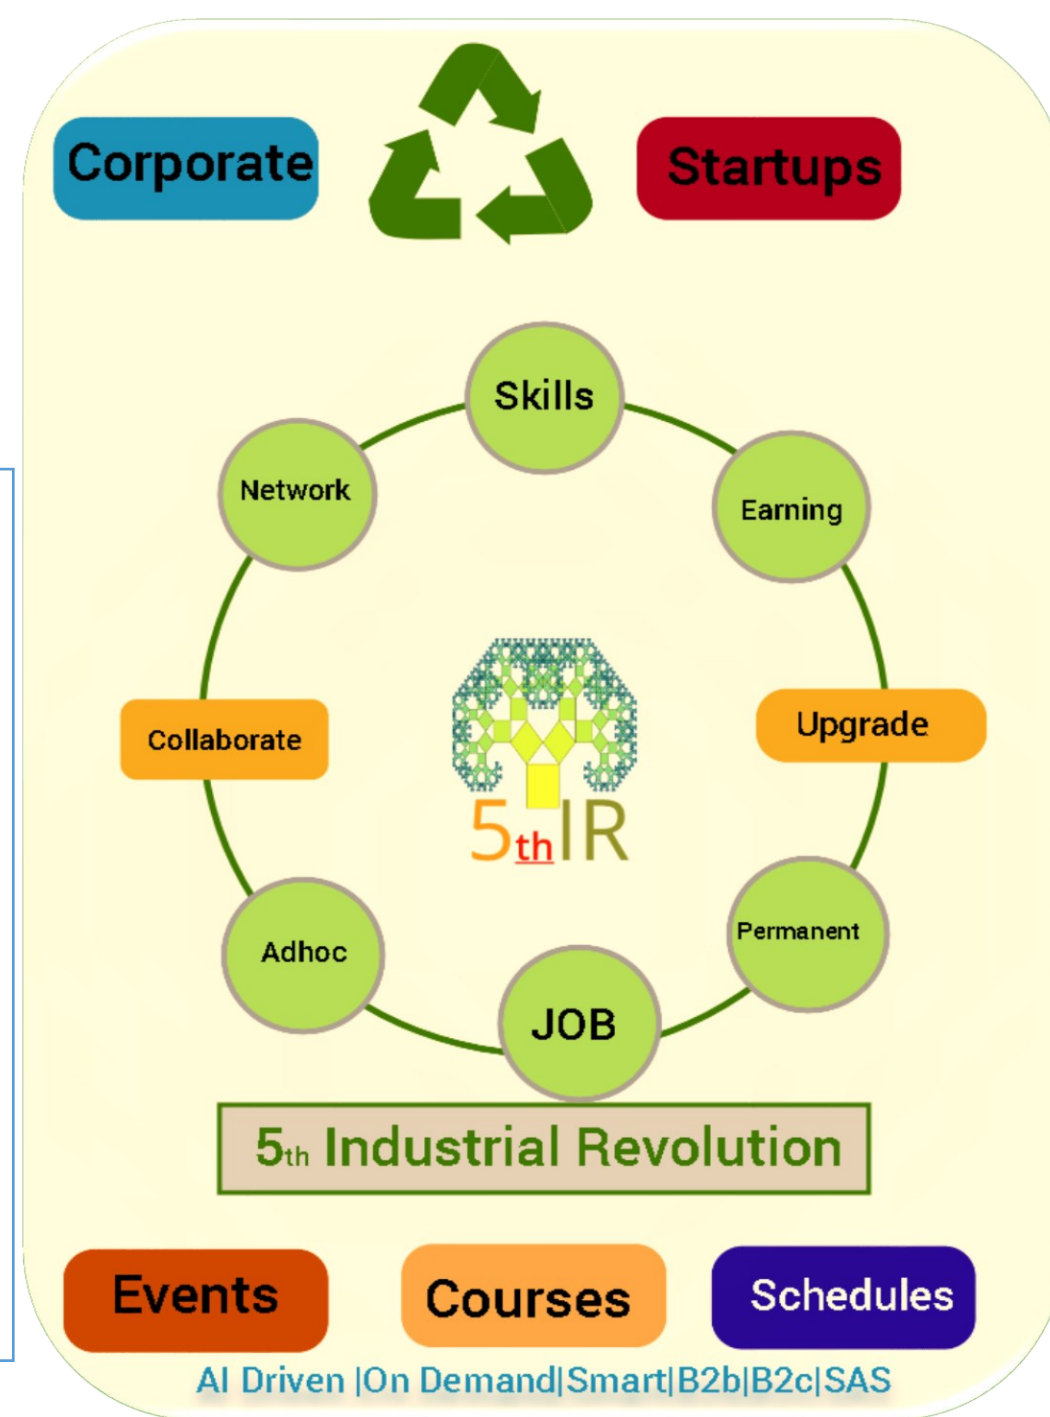 Corporate
Startups
Skills
Network
Earning
Collaborate
Upgrade
5thIR
Adhoc
Permanent
JOB
5th Industrial Revolution
Events
Courses
Schedules
AI Driven |On Demand|Smart|B2b|B2c|SAS